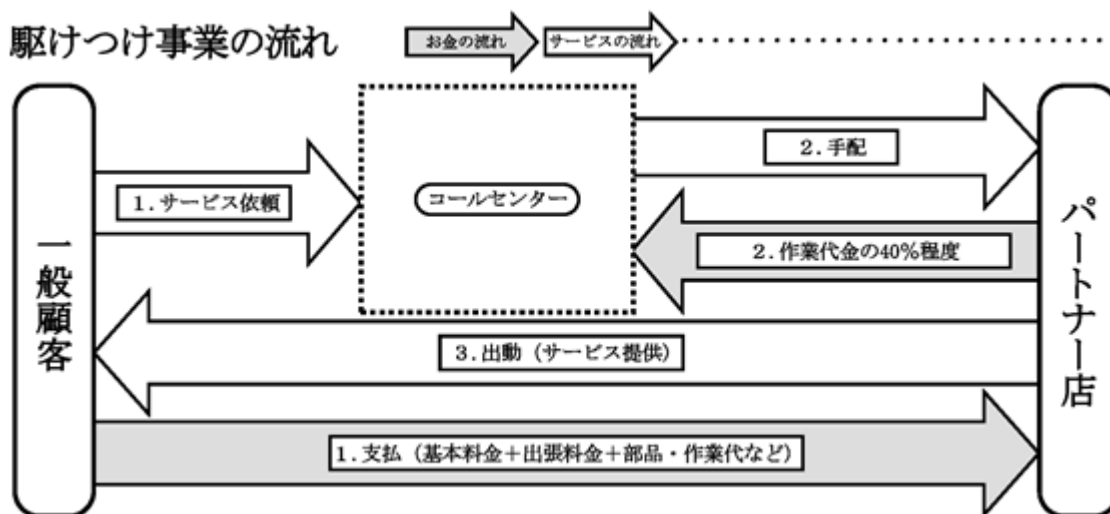 駆けつけ事業の流れ
お金の流れ
サービスの流れ
一般顧客
1.サービス依頼
コールセンター
2.手配
2.作業代金の40%程度
3.出動(サービス提供)
1.支払(基本料金+出張料金+部品・作業代など)
パートナー店